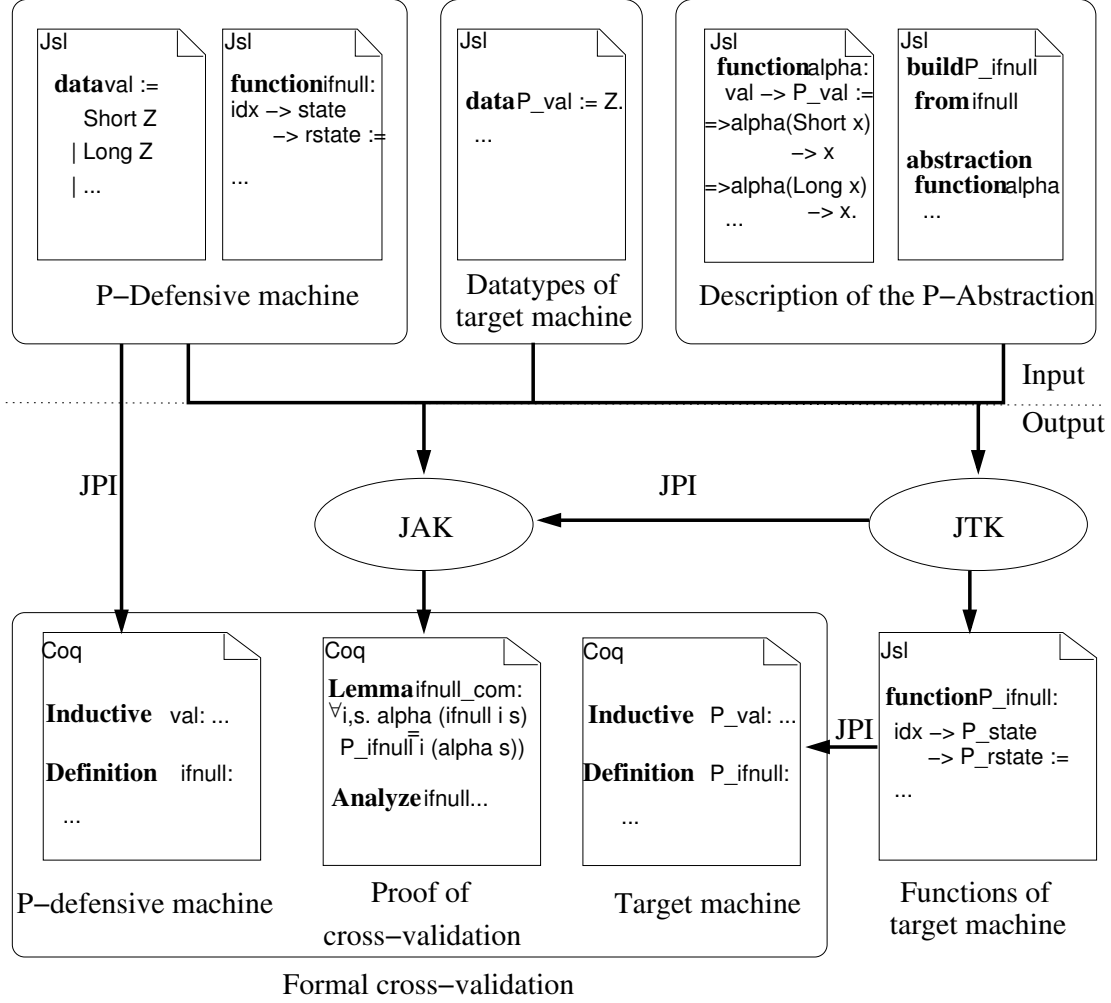 Jsl
data val :=
Short Z
| Long Z
| ...
Jsl
function ifnull:
idx −> state
−> rstate :=
...
P−Defensive machine
Jsl
data P_val := Z.
...
Datatypes of
target machine
Jsl
function alpha:
val −> P_val :=
=>alpha(Short x)
−> x
=>alpha(Long x)
−> x.
...
Jsl
build P_ifnull
from ifnull
abstraction
function alpha
...
Description of the P−Abstraction
Input
Output
JPI
JPI
JAK
JTK
Coq
Inductive val: ...
Definition ifnull:
...
P−defensive machine
Coq
Lemma ifnull_com:
∀i,s. alpha (ifnull i s)
=
P_ifnull i (alpha s))
Analyze ifnull...
Proof of
cross−validation
Coq
Inductive P_val: ...
Definition P_ifnull:
...
Target machine
JPI
Jsl
function P_ifnull:
idx −> P_state
−> P_rstate :=
...
Functions of
target machine
Formal cross−validation